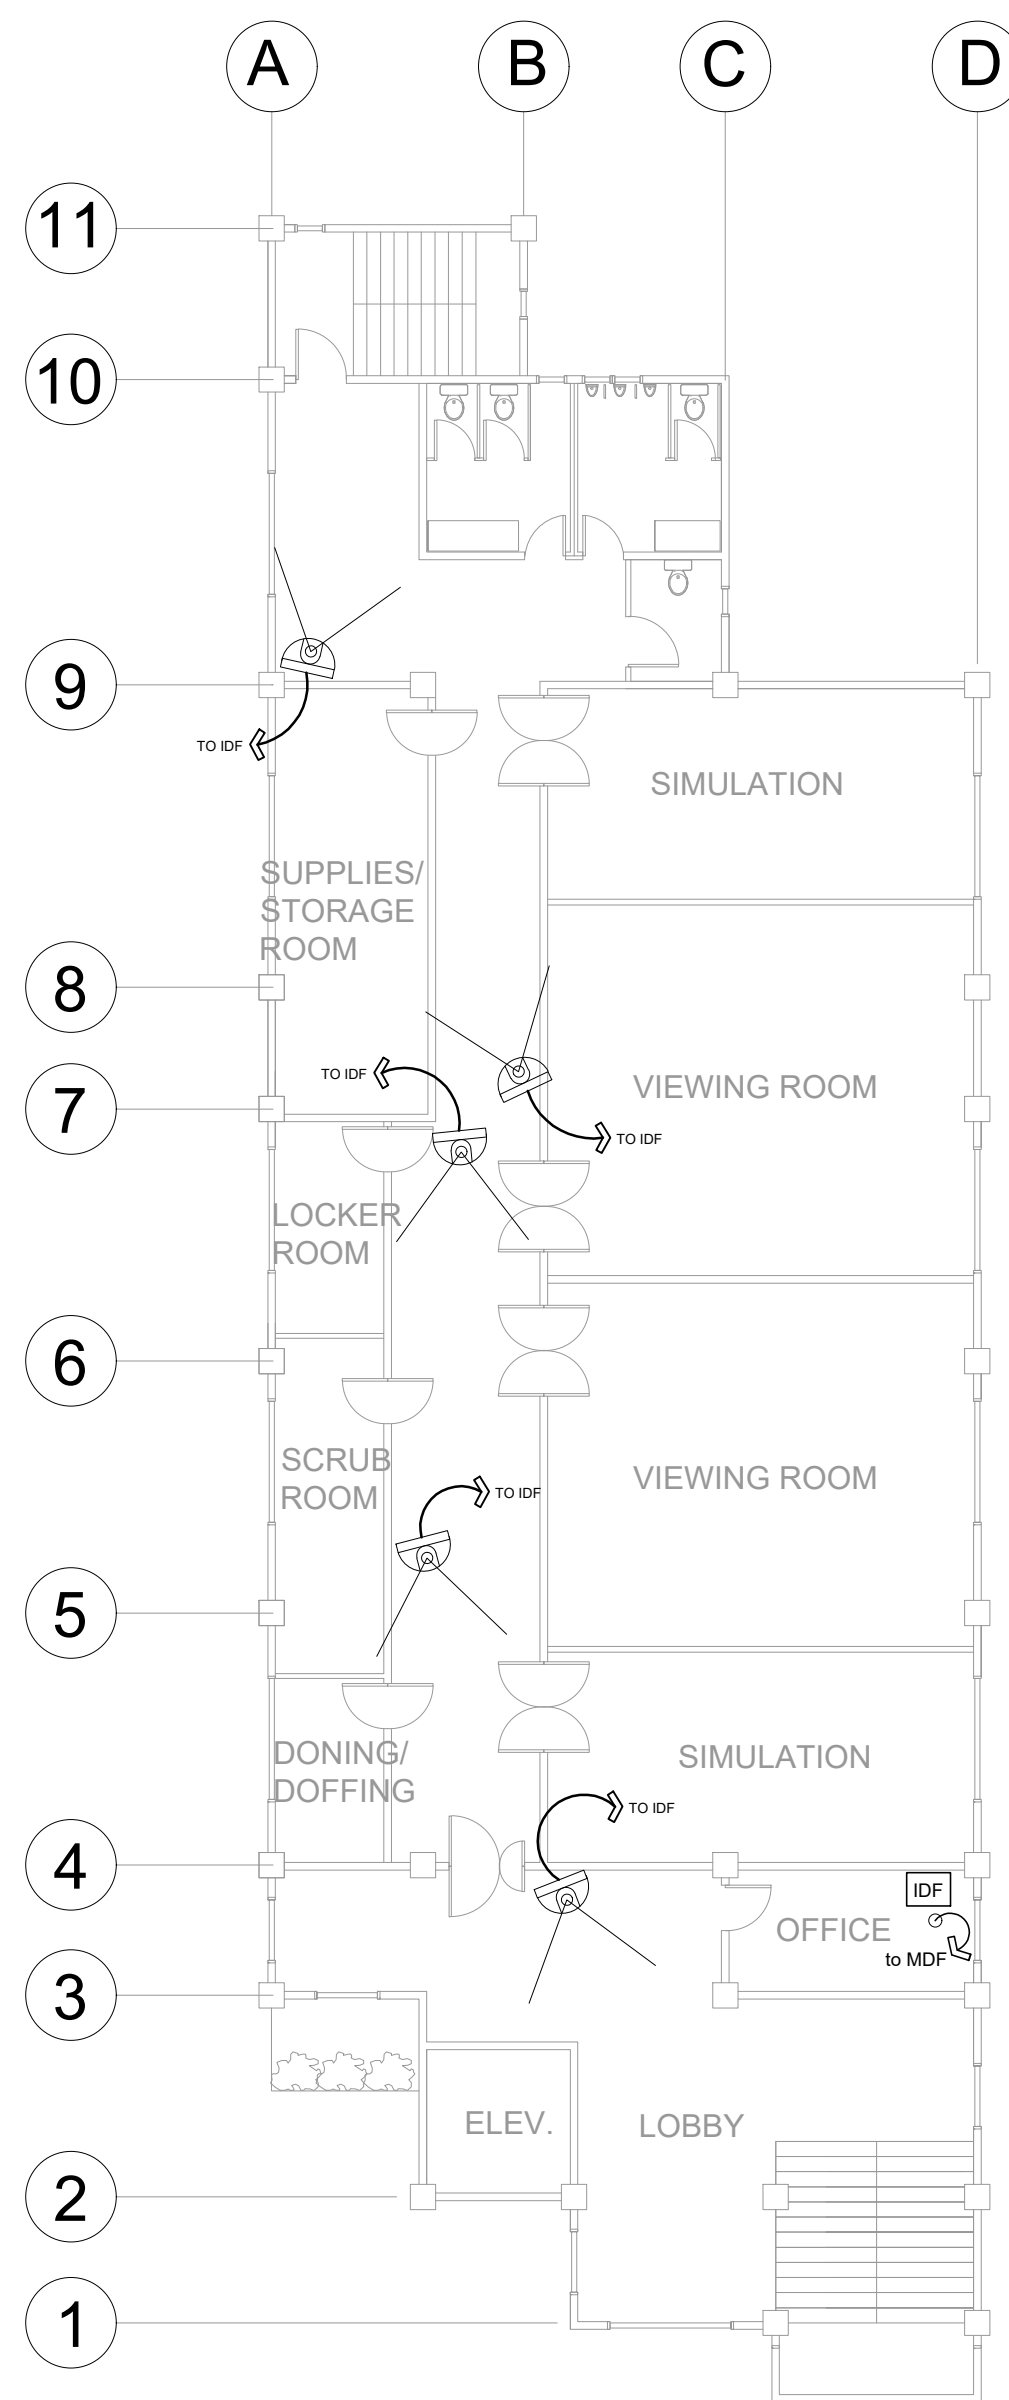 A
B
C
D
11
10
9
TO IDF
SIMULATION
SUPPLIES/
STORAGE
ROOM
8
7
TO IDF
VIEWING ROOM
TO IDF
LOCKER
ROOM
6
SCRUB
ROOM
VIEWING ROOM
TO IDF
5
DONING/
DOFFING
SIMULATION
TO IDF
4
IDF
OFFICE
to MDF
3
ELEV.
LOBBY
2
1